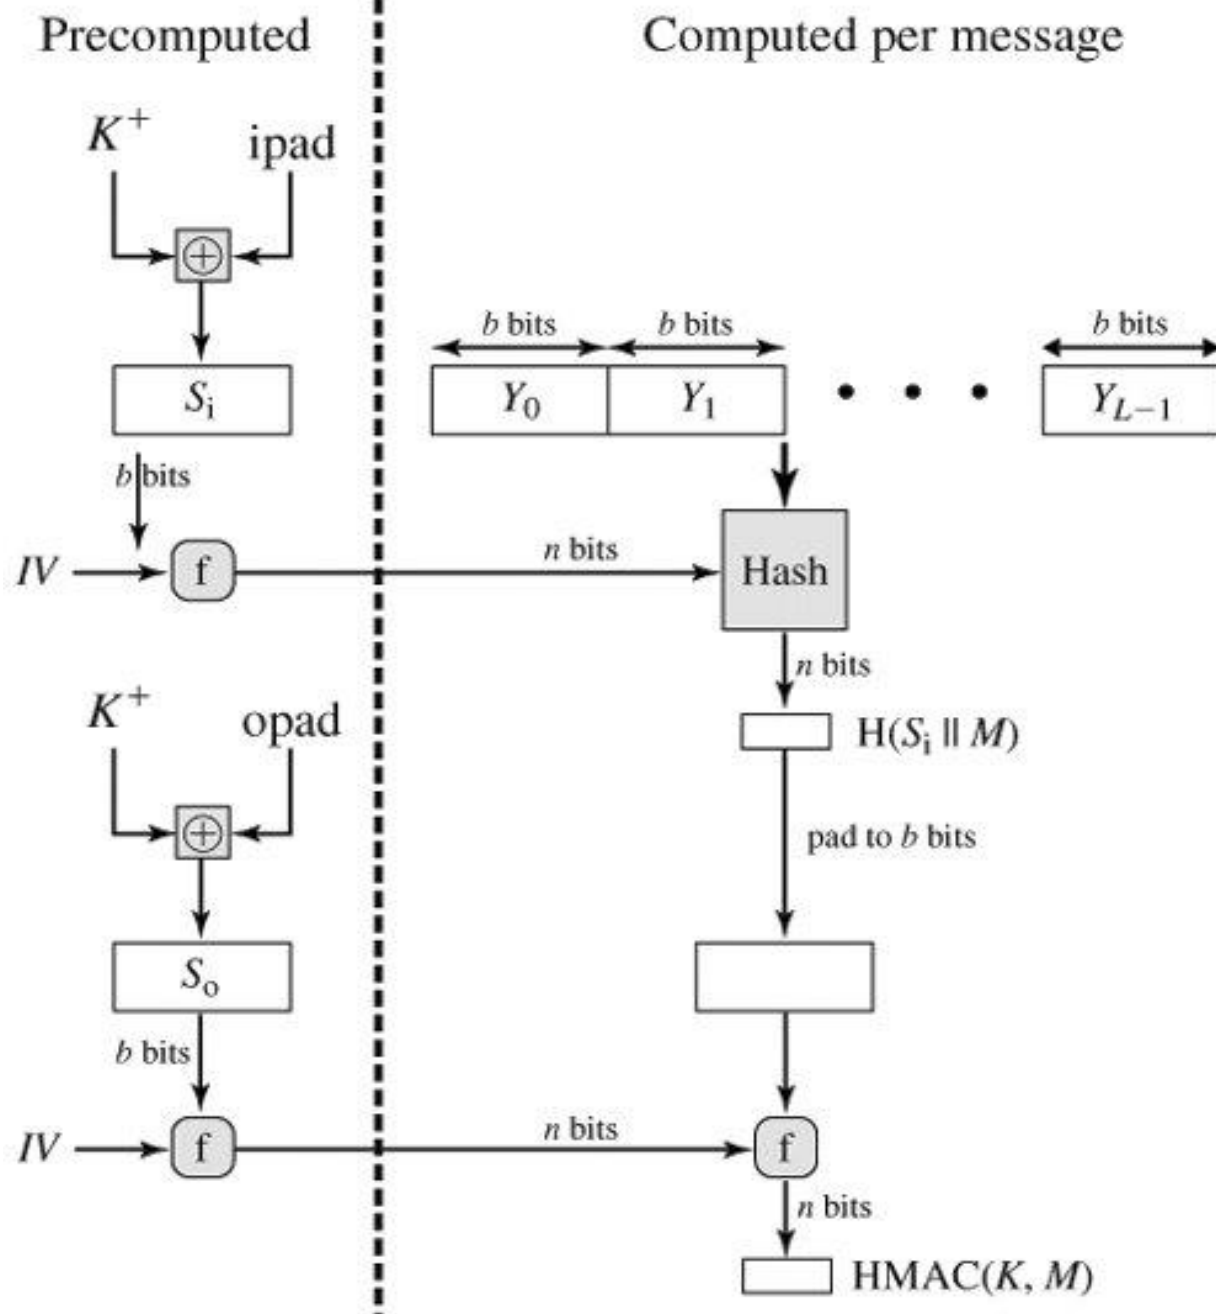 Precomputed
Computed per message
K⁺
ipad
⊕
b bits
b bits
b bits
Sᵢ
Y₀
Y₁
• • •
Y_{L−1}
b bits
IV
f
n bits
Hash
n bits
K⁺
opad
H(Sᵢ || M)
⊕
pad to b bits
Sₒ
b bits
IV
f
n bits
f
n bits
HMAC(K, M)